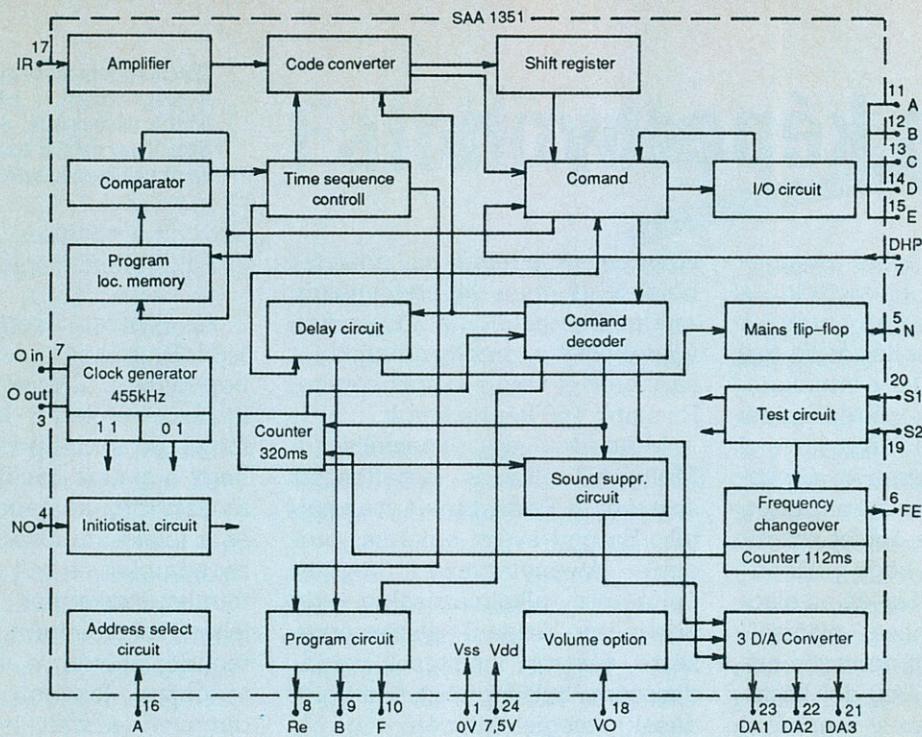 SAA 1351
17
IR
Amplifier
Code converter
Shift register
11
A
12
B
13
C
14
D
15
E
Comparator
Time sequence
controll
Comand
I/O circuit
Program
loc. memory
DHP
7
Delay circuit
Comand
decoder
Mains flip–flop
5
N
O in
7
Clock generator
455kHz
1 1
0 1
O out
3
20
S1
Test circuit
S2
19
Counter
320ms
Sound suppr.
circuit
4
NO
Initiotisat. circuit
Frequency
changeover
Counter 112ms
6
FE
Address select
circuit
Program circuit
Vss
Vdd
Volume option
3 D/A Converter
16
A
8
Re
9
B
10
F
1
0V
24
7,5V
18
VO
23
DA1
22
DA2
21
DA3